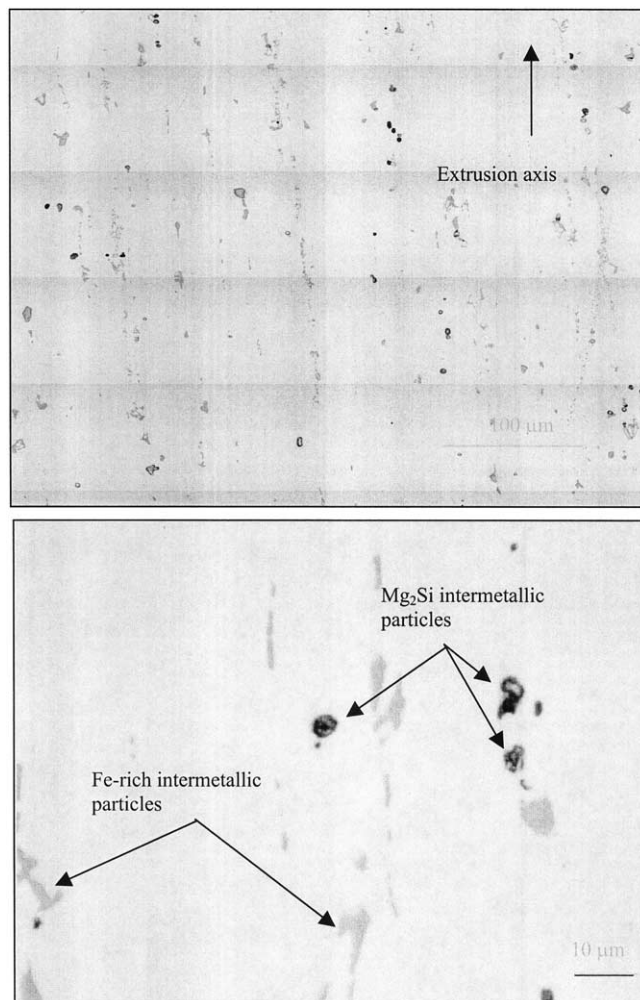 Extrusion axis
100 μm
Mg₂Si intermetallic
particles
Fe-rich intermetallic
particles
10 μm